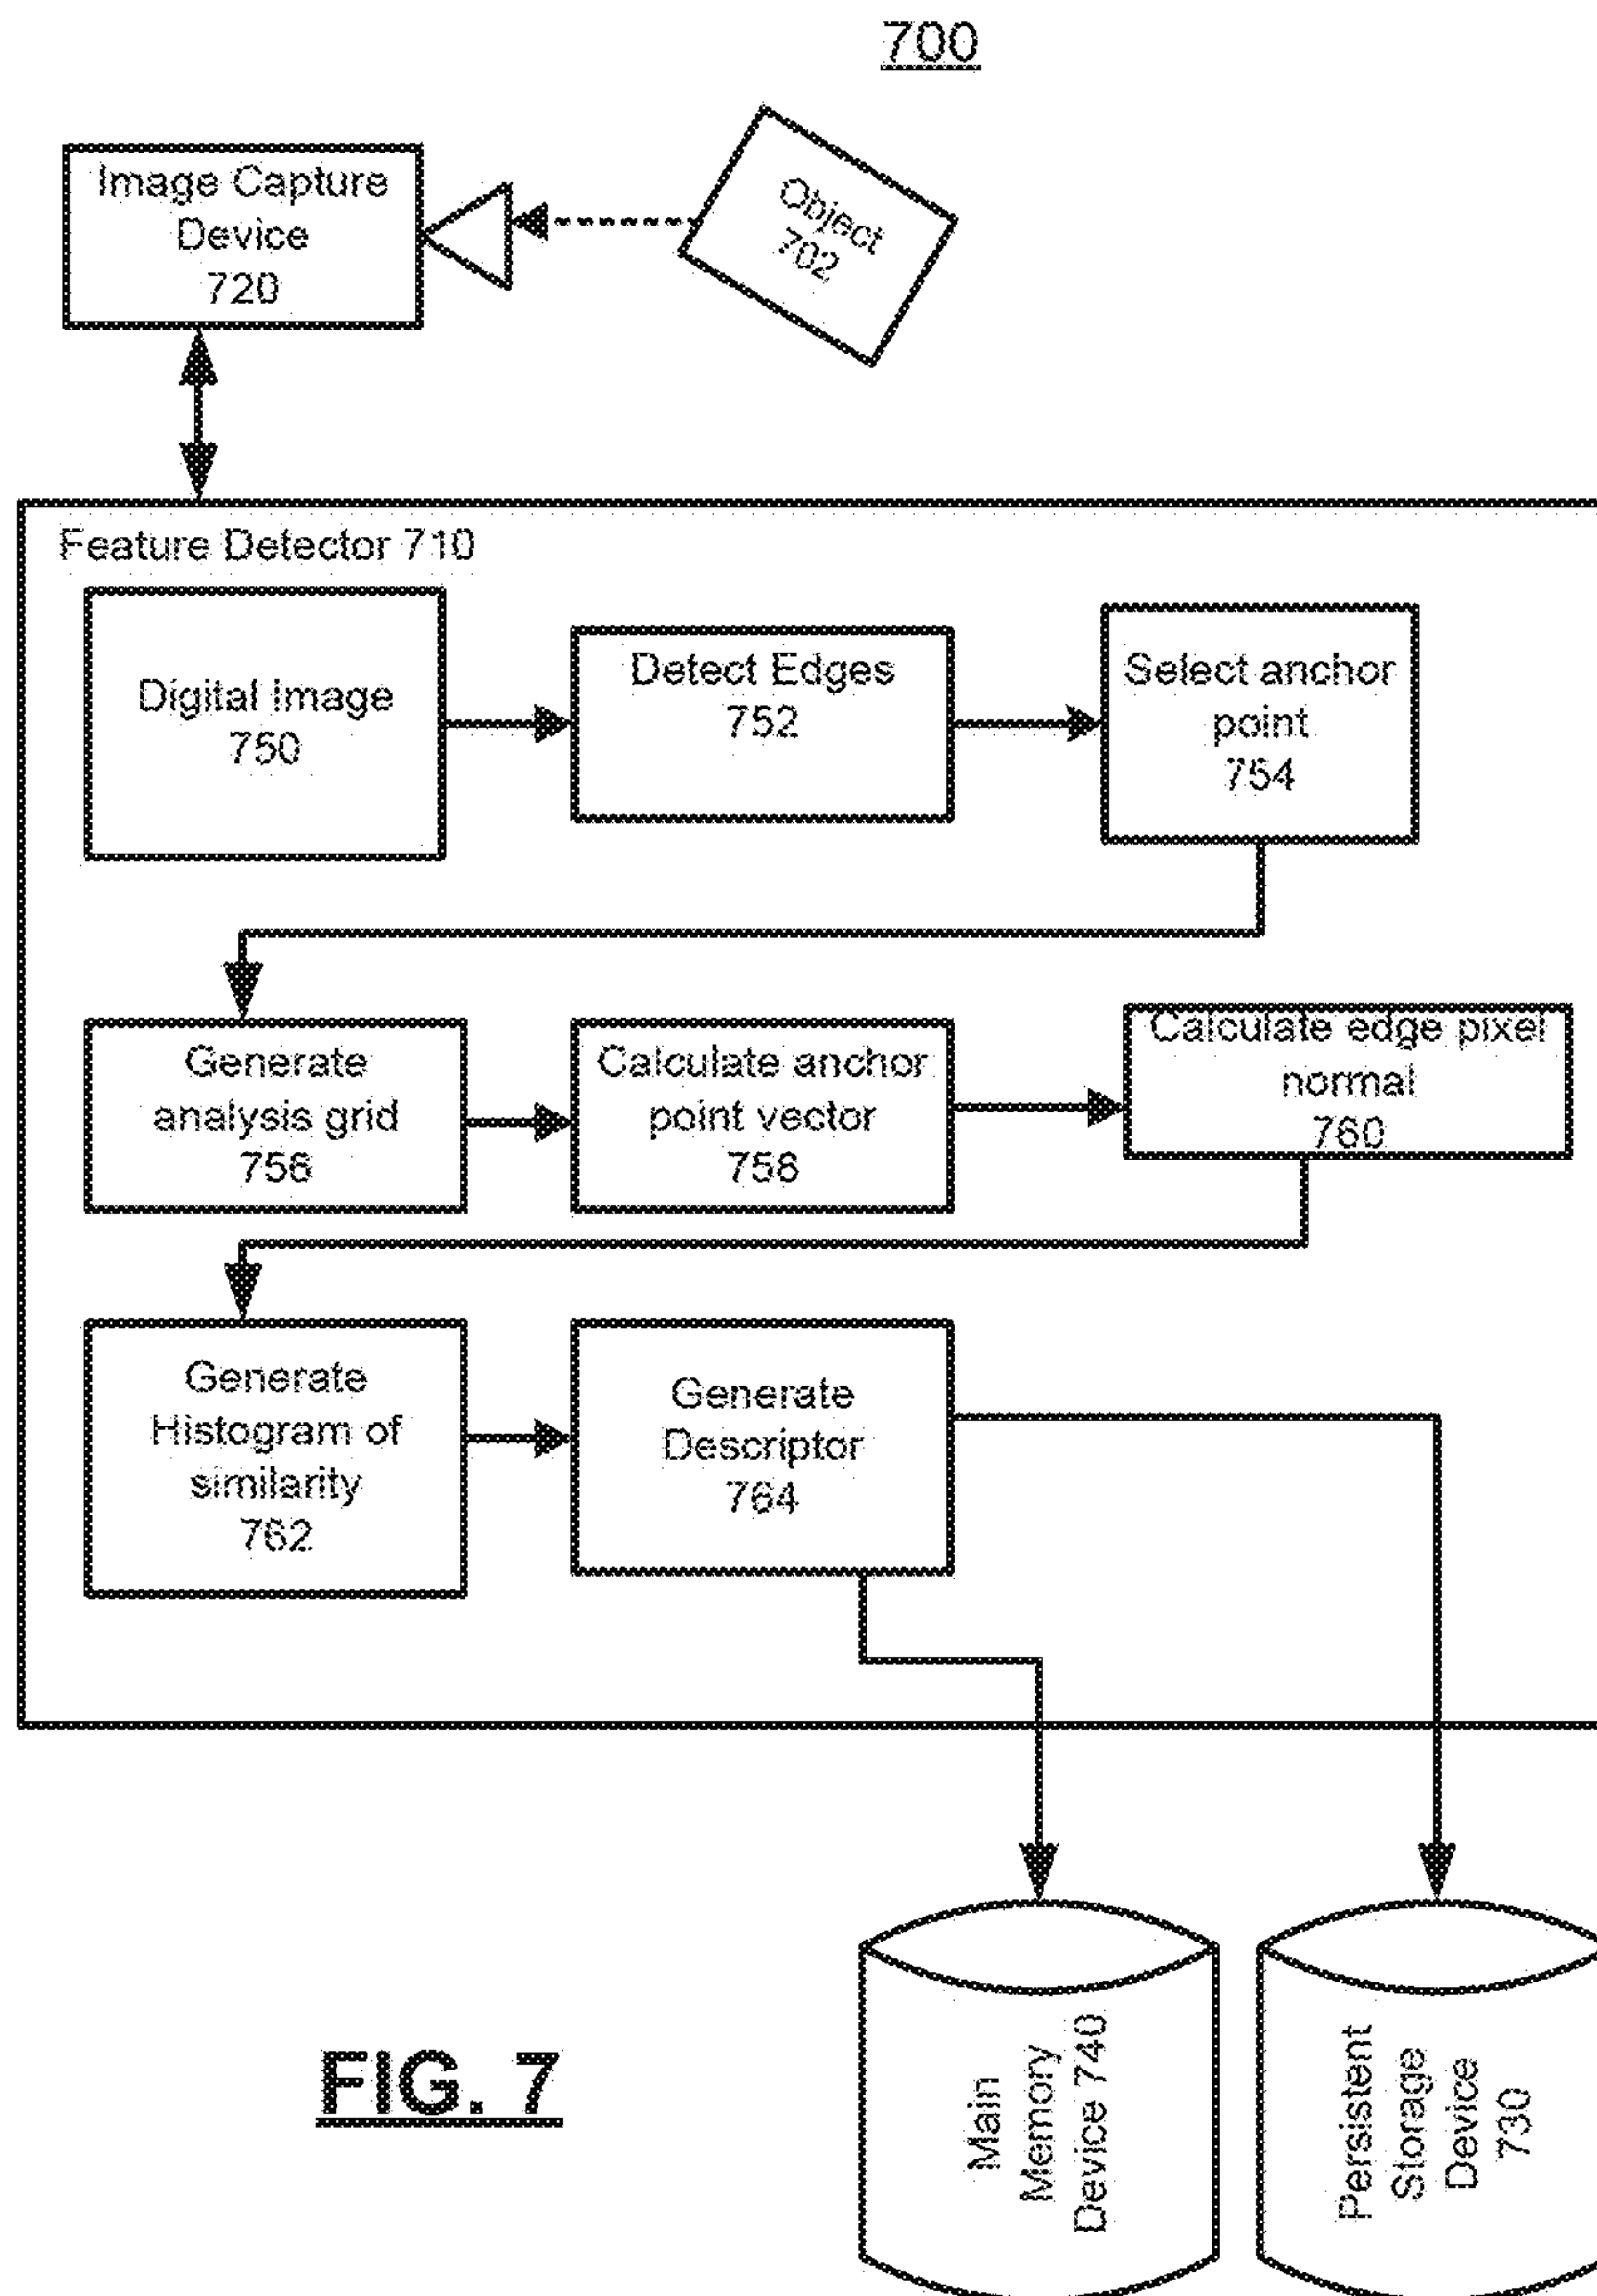 700
Image Capture
Device
720
Object
702
Feature Detector 710
Digital Image
750
Detect Edges
752
Select anchor
point
754
Generate
analysis grid
756
Calculate anchor
point vector
758
Calculate edge pixel
normal
760
Generate
Histogram of
similarity
762
Generate
Descriptor
764
Main
Memory
Device 740
Persistent
Storage
Device
730
FIG. 7